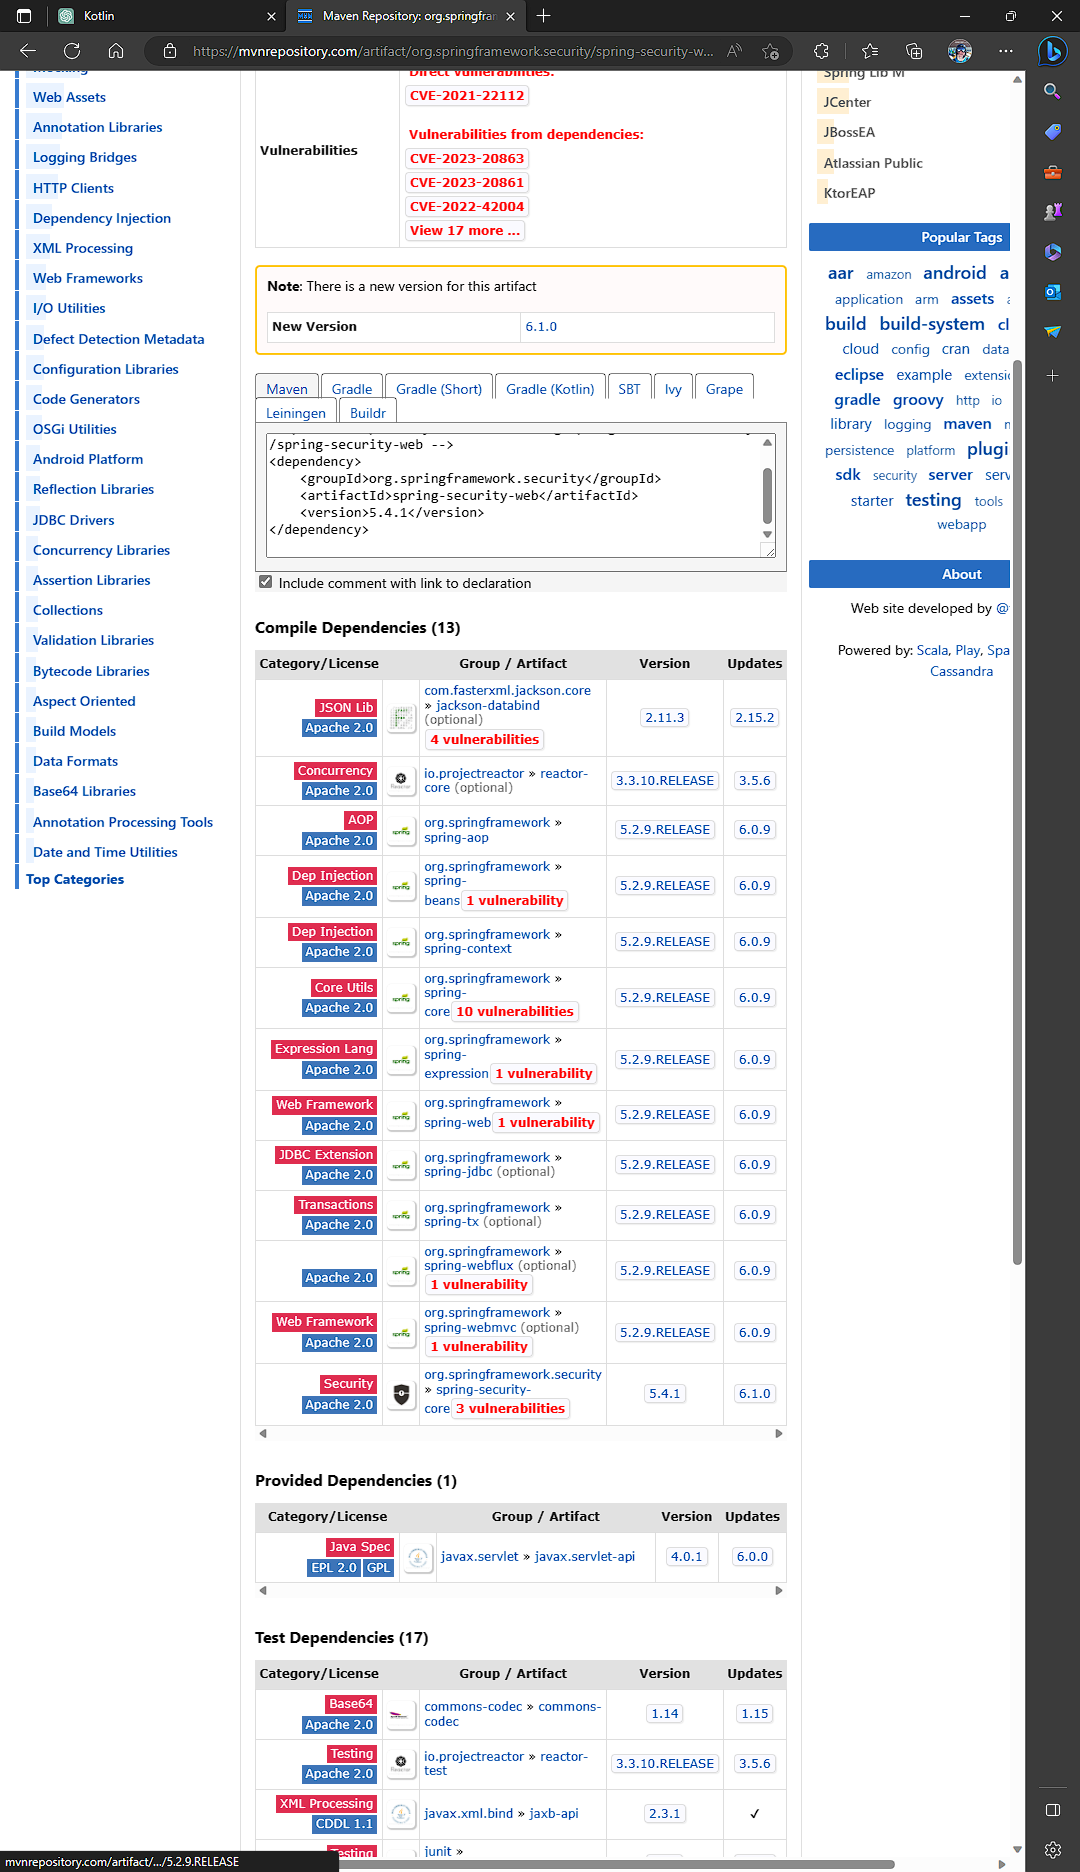 Kotlin
Maven Repository: org.springfran
https://mvnrepository.com/artifact/org.springframework.security/spring-security-w...
Mocking
Web Assets
Annotation Libraries
Logging Bridges
HTTP Clients
Dependency Injection
XML Processing
Web Frameworks
I/O Utilities
Defect Detection Metadata
Configuration Libraries
Code Generators
OSGi Utilities
Android Platform
Reflection Libraries
JDBC Drivers
Concurrency Libraries
Assertion Libraries
Collections
Validation Libraries
Bytecode Libraries
Aspect Oriented
Build Models
Data Formats
Base64 Libraries
Annotation Processing Tools
Date and Time Utilities
Top Categories
Vulnerabilities
Direct vulnerabilities:
CVE-2021-22112
Vulnerabilities from dependencies:
CVE-2023-20863
CVE-2023-20861
CVE-2022-42004
View 17 more ...
Note: There is a new version for this artifact
New Version 6.1.0
Maven Gradle Gradle (Short) Gradle (Kotlin) SBT Ivy Grape
Leiningen Buildr
/spring-security-web -->
<dependency>
    <groupId>org.springframework.security</groupId>
    <artifactId>spring-security-web</artifactId>
    <version>5.4.1</version>
</dependency>
Include comment with link to declaration
Compile Dependencies (13)
Category/License Group / Artifact Version Updates
JSON Lib
Apache 2.0
com.fasterxml.jackson.core
» jackson-databind
(optional)
4 vulnerabilities
2.11.3 2.15.2
Concurrency
Apache 2.0
io.projectreactor » reactor-
core (optional)
3.3.10.RELEASE 3.5.6
AOP
Apache 2.0
org.springframework »
spring-aop
5.2.9.RELEASE 6.0.9
Dep Injection
Apache 2.0
org.springframework »
spring-
beans 1 vulnerability
5.2.9.RELEASE 6.0.9
Dep Injection
Apache 2.0
org.springframework »
spring-context
5.2.9.RELEASE 6.0.9
Core Utils
Apache 2.0
org.springframework »
spring-
core 10 vulnerabilities
5.2.9.RELEASE 6.0.9
Expression Lang
Apache 2.0
org.springframework »
spring-
expression 1 vulnerability
5.2.9.RELEASE 6.0.9
Web Framework
Apache 2.0
org.springframework »
spring-web 1 vulnerability
5.2.9.RELEASE 6.0.9
JDBC Extension
Apache 2.0
org.springframework »
spring-jdbc (optional)
5.2.9.RELEASE 6.0.9
Transactions
Apache 2.0
org.springframework »
spring-tx (optional)
5.2.9.RELEASE 6.0.9
Apache 2.0
org.springframework »
spring-webflux (optional)
1 vulnerability
5.2.9.RELEASE 6.0.9
Web Framework
Apache 2.0
org.springframework »
spring-webmvc (optional)
1 vulnerability
5.2.9.RELEASE 6.0.9
Security
Apache 2.0
org.springframework.security
» spring-security-
core 3 vulnerabilities
5.4.1 6.1.0
Provided Dependencies (1)
Category/License Group / Artifact Version Updates
Java Spec
EPL 2.0 GPL
javax.servlet » javax.servlet-api
4.0.1 6.0.0
Test Dependencies (17)
Category/License Group / Artifact Version Updates
Base64
Apache 2.0
commons-codec » commons-
codec
1.14 1.15
Testing
Apache 2.0
io.projectreactor » reactor-
test
3.3.10.RELEASE 3.5.6
XML Processing
CDDL 1.1
javax.xml.bind » jaxb-api
2.3.1 ✔
Testing
junit »
Spring Lib M
JCenter
JBossEA
Atlassian Public
KtorEAP
Popular Tags
aar amazon android a
application arm assets
build build-system cl
cloud config cran data
eclipse example extensio
gradle groovy http io
library logging maven
persistence platform plugi
sdk security server serv
starter testing tools
webapp
About
Web site developed by @
Powered by: Scala, Play, Spa
Cassandra
mvnrepository.com/artifact/.../5.2.9.RELEASE